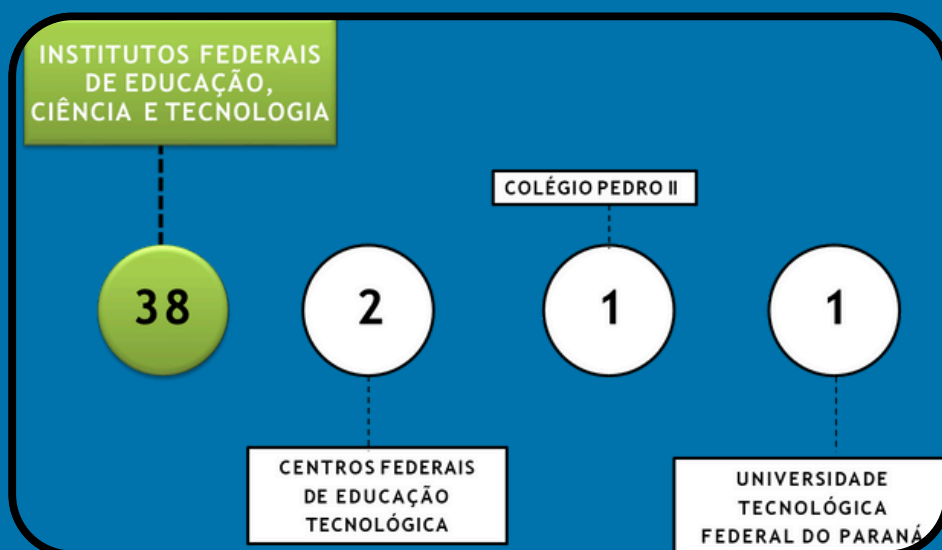 INSTITUTOS FEDERAIS
DE EDUCAÇÃO,
CIÊNCIA E TECNOLOGIA
COLÉGIO PEDRO II
38
2
1
1
CENTROS FEDERAIS
DE EDUCAÇÃO
TECNOLÓGICA
UNIVERSIDADE
TECNOLÓGICA
FEDERAL DO PARANÁ